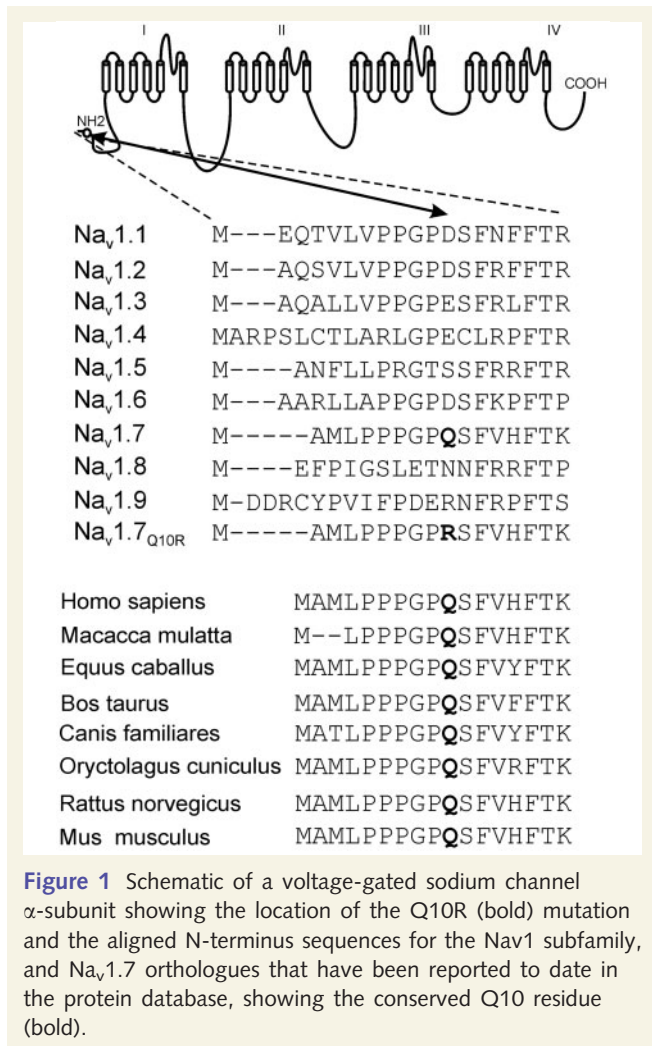 I II III IV
COOH
NH2
Nav1.1 M---EQTVLVPPGPDSFNFFTR
Nav1.2 M---AQSVLVPPGPDSFRFFTR
Nav1.3 M---AQALLVPPGPESFRLFTR
Nav1.4 MARPSLCTLARLGPECLRPFTR
Nav1.5 M----ANFLLPRGTSSFRRFTR
Nav1.6 M---AARLLAPPGPDSFKPFTP
Nav1.7 M-----AMLPPPGPQSFVHFTK
Nav1.8 M----EFPIGSLETNNFRRFTP
Nav1.9 M-DDRCYPVIFPDERNFRPFTS
Nav1.7Q10R M-----AMLPPPGPRSFVHFTK
Homo sapiens MAMLPPPGPQSFVHFTK
Macacca mulatta M--LPPPGPQSFVHFTK
Equus caballus MAMLPPPGPQSFVYFTK
Bos taurus MAMLPPPGPQSFVFFTK
Canis familiares MATLPPPGPQSFVYFTK
Oryctolagus cuniculus MAMLPPPGPQSFVRFTK
Rattus norvegicus MAMLPPPGPQSFVHFTK
Mus musculus MAMLPPPGPQSFVHFTK
Figure 1 Schematic of a voltage-gated sodium channel
α-subunit showing the location of the Q10R (bold) mutation
and the aligned N-terminus sequences for the Nav1 subfamily,
and Nav1.7 orthologues that have been reported to date in
the protein database, showing the conserved Q10 residue
(bold).